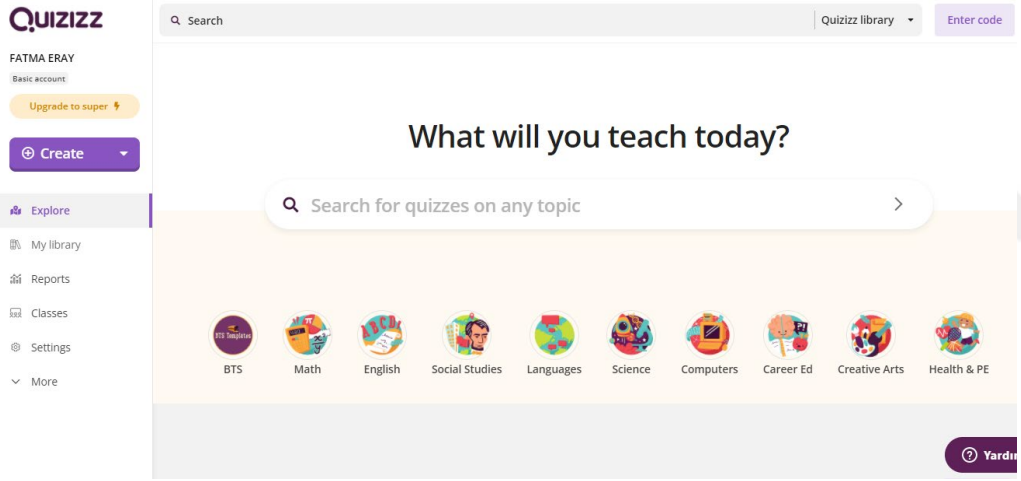 QUIZIZZ
Search
Quizizz library
Enter code
FATMA ERAY
Basic account
Upgrade to super
Create
Explore
My library
Reports
Classes
Settings
More
What will you teach today?
Search for quizzes on any topic
BTS Templates
BTS
Math
English
Social Studies
Languages
Science
Computers
Career Ed
Creative Arts
Health & PE